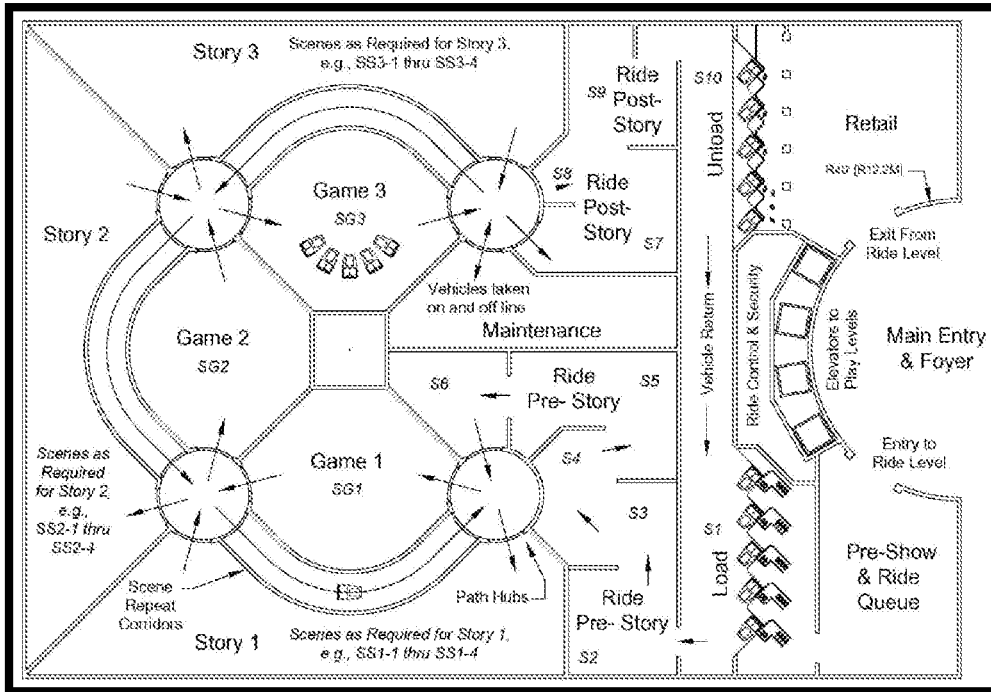 Story 3
Scenes as Required for Story 3,
e.g., SS3-1 thru SS3-4
S9
Ride
Post-
Story
S10
Unload
Retail
Game 3
SG3
S8
Ride
Post-
Story
S7
Story 2
Exit From
Ride Level
Vehicles taken
on and off line
Maintenance
Vehicle Return
Ride Control & Security
Elevators to
Play Levels
Main Entry
& Foyer
Game 2
SG2
S6
Ride
Pre- Story
S5
Scenes as
Required
for Story 2,
e.g.,
SS2-1 thru
SS2-4
Game 1
SG1
S4
S3
Entry to
Ride Level
S1
Load
Pre-Show
& Ride
Queue
Scene
Repeat
Corridors
Path Hubs
Ride
Pre- Story
S2
Story 1
Scenes as Required for Story 1,
e.g., SS1-1 thru SS1-4